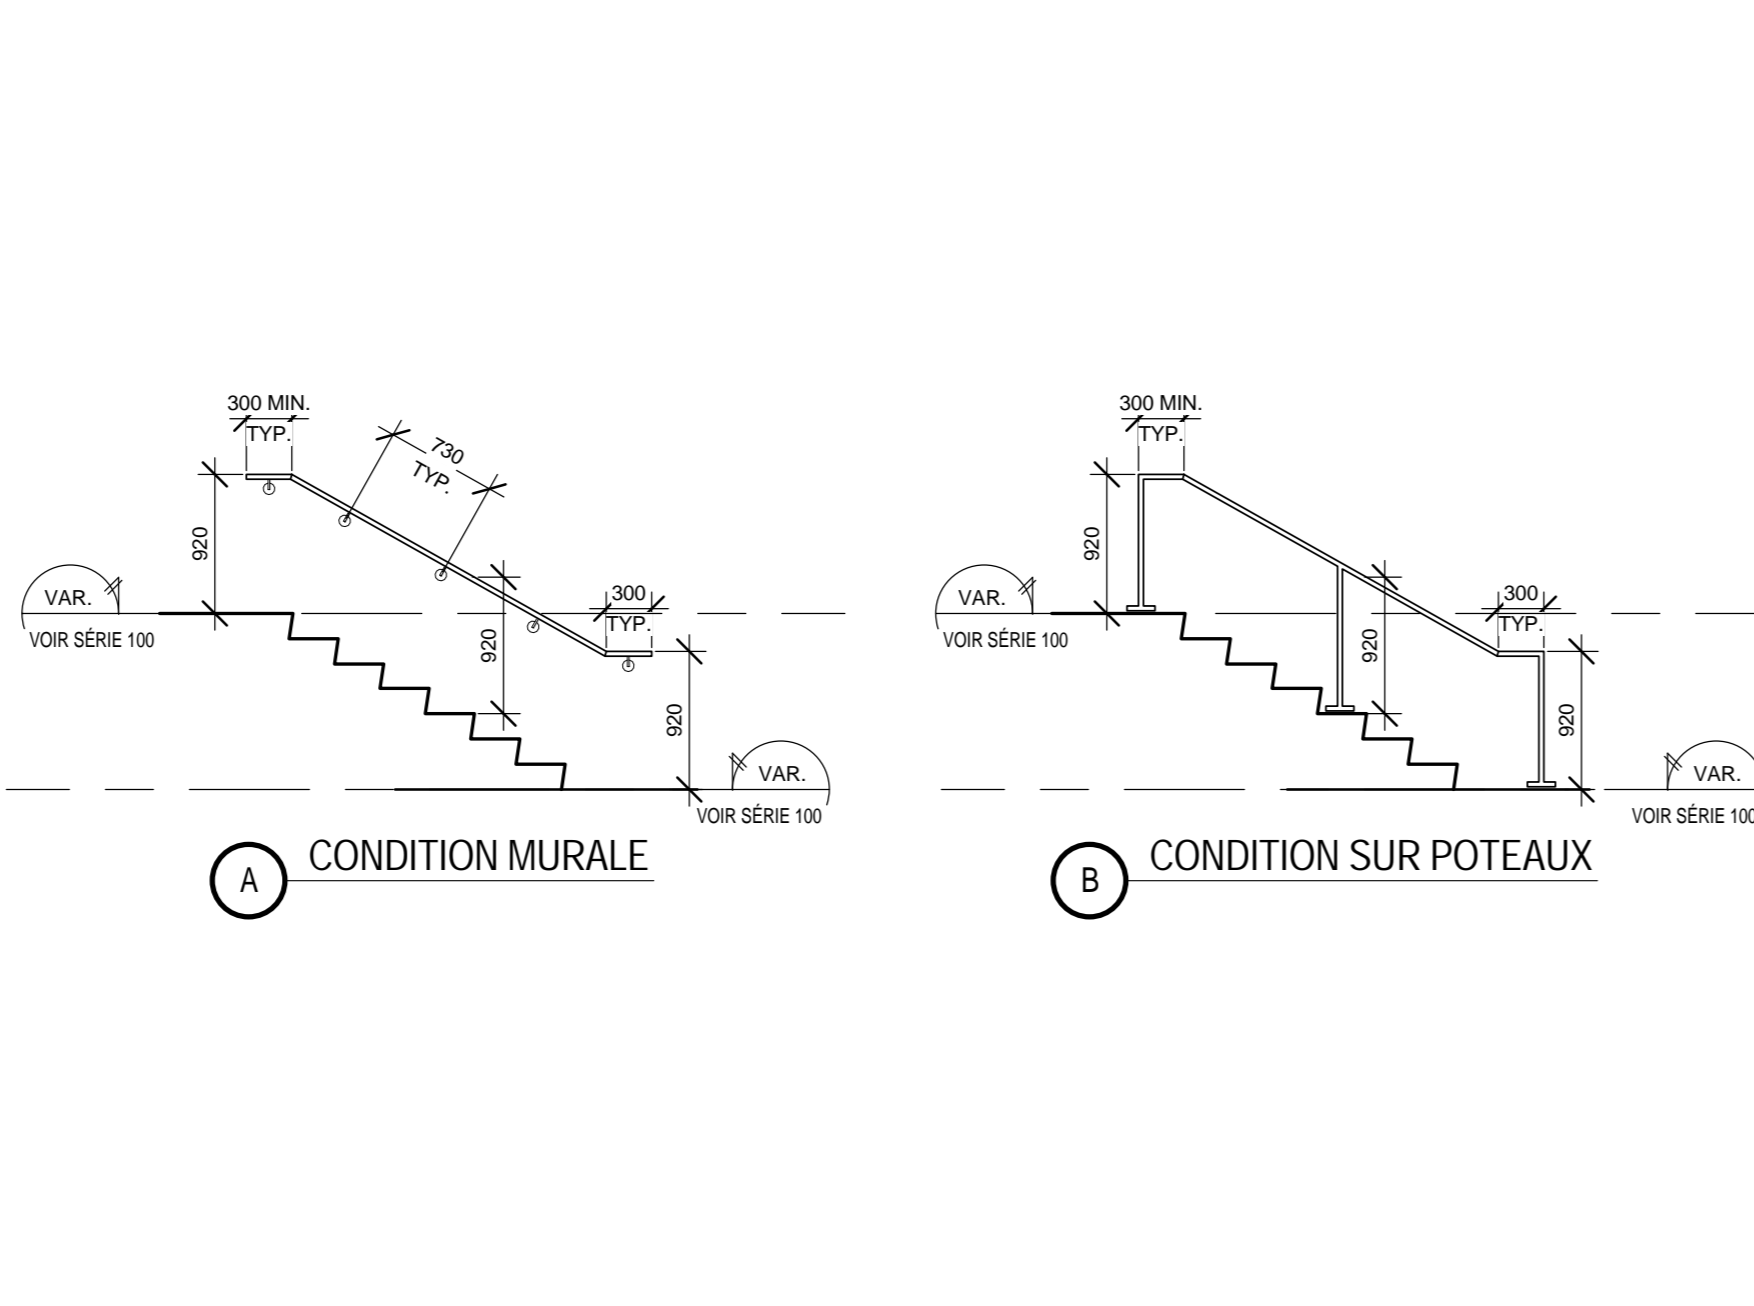 300 MIN.
TYP.
730
TYP.
920
VAR.
VOIR SÉRIE 100
300
TYP.
920
920
VAR.
VOIR SÉRIE 100
A
CONDITION MURALE
300 MIN.
TYP.
920
VAR.
VOIR SÉRIE 100
300
TYP.
920
920
VAR.
VOIR SÉRIE 100
B
CONDITION SUR POTEAUX